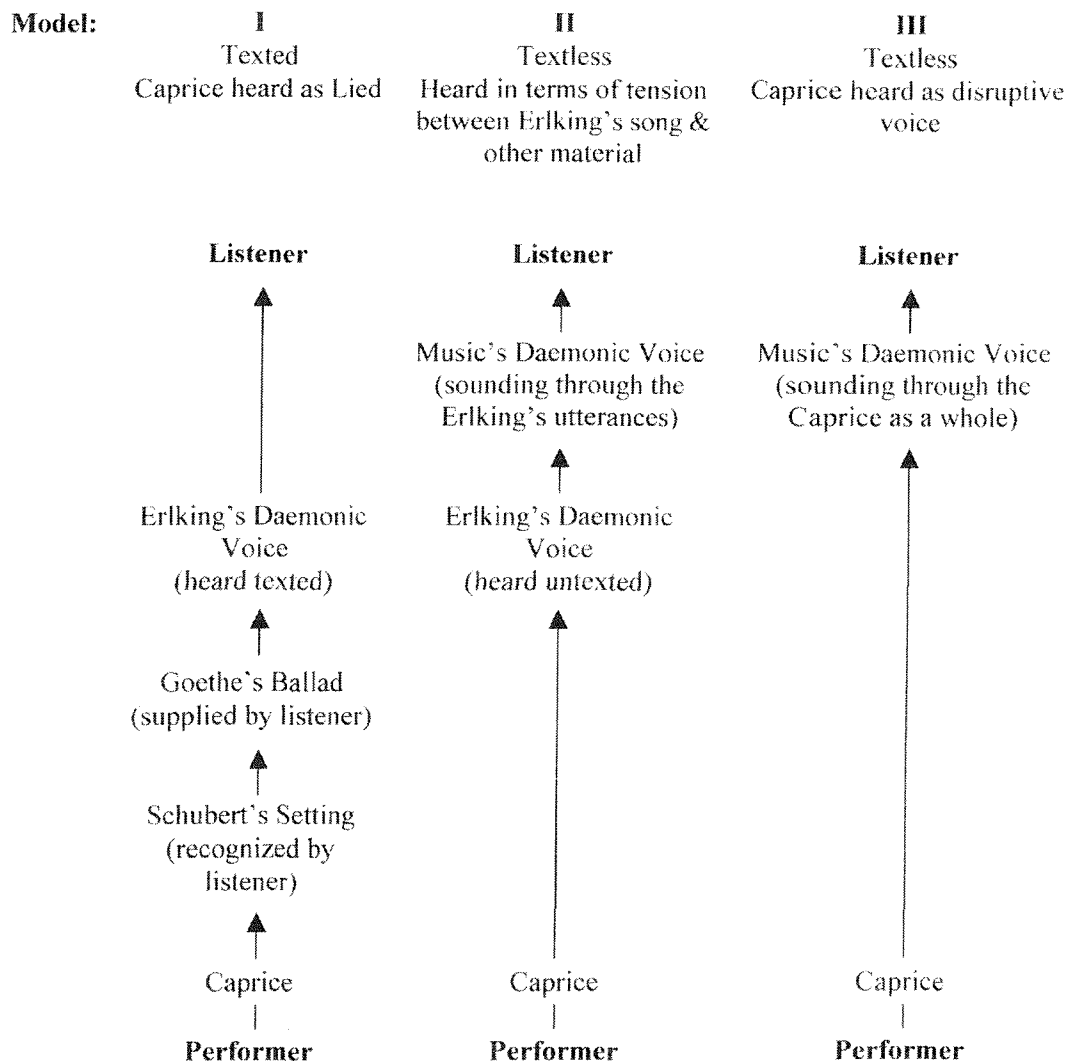 Model:
I
Texted
Caprice heard as Lied
II
Textless
Heard in terms of tension
between Erlking's song &
other material
III
Textless
Caprice heard as disruptive
voice
Listener
Erlking's Daemonic
Voice
(heard texted)
Goethe's Ballad
(supplied by listener)
Schubert's Setting
(recognized by
listener)
Caprice
Performer
Listener
Music's Daemonic Voice
(sounding through the
Erlking's utterances)
Erlking's Daemonic
Voice
(heard untexted)
Caprice
Performer
Listener
Music's Daemonic Voice
(sounding through the
Caprice as a whole)
Caprice
Performer